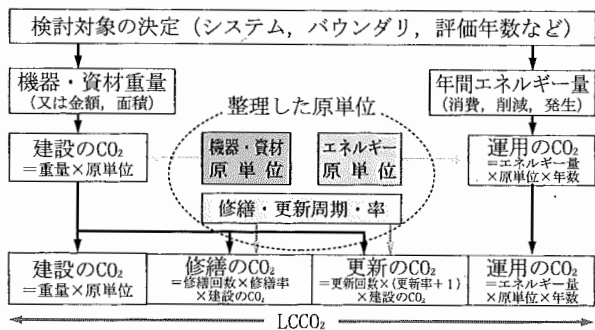 検討対象の決定（システム，バウンダリ，評価年数など）
機器・資材重量
（又は金額，面積）
年間エネルギー量
（消費，削減，発生）
整理した原単位
建設のCO₂
＝重量×原単位
機器・資材
原単位
エネルギー
原単位
運用のCO₂
＝エネルギー量
×原単位×年数
修繕・更新周期・率
建設のCO₂
＝重量×原単位
修繕のCO₂
＝修繕回数×修繕率
×建設のCO₂
更新のCO₂
＝更新回数×(更新率＋1)
×建設のCO₂
運用のCO₂
＝エネルギー量
×原単位×年数
LCCO₂